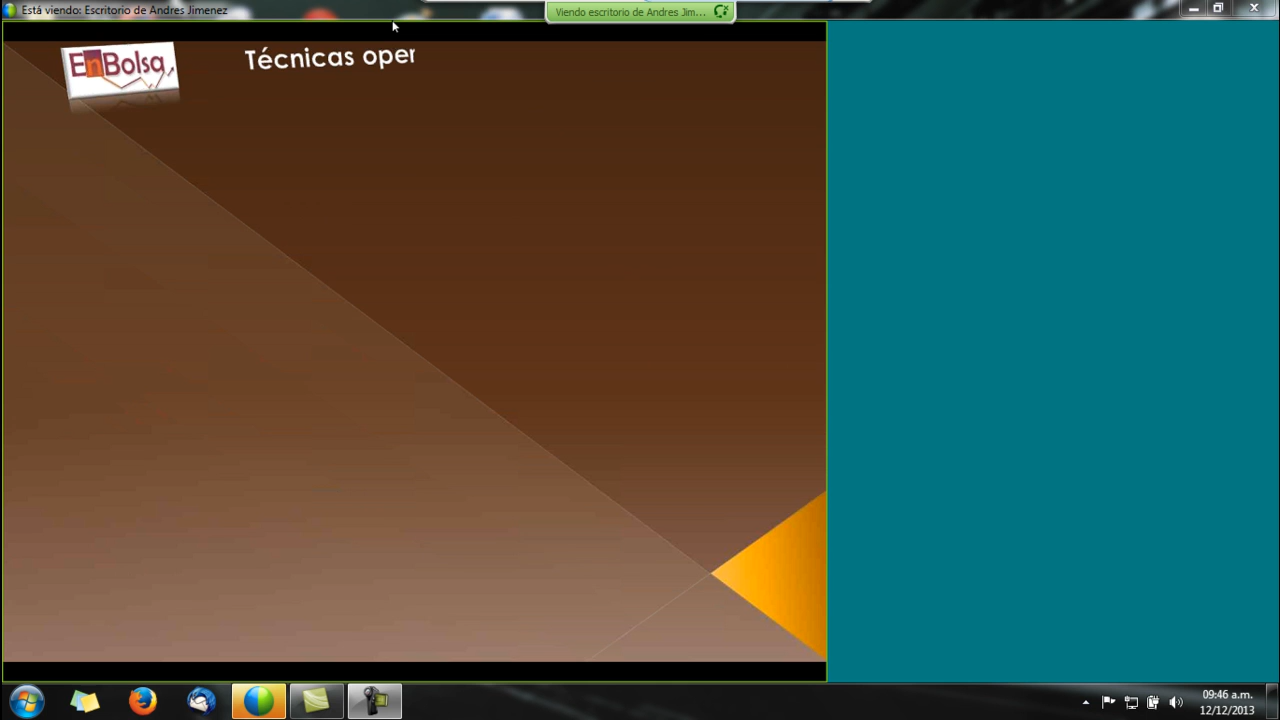 Está viendo: Escritorio de Andres Jimenez
Viendo escritorio de Andres Jim...
EnBolsa
Técnicas oper
09:46 a.m.
12/12/2013